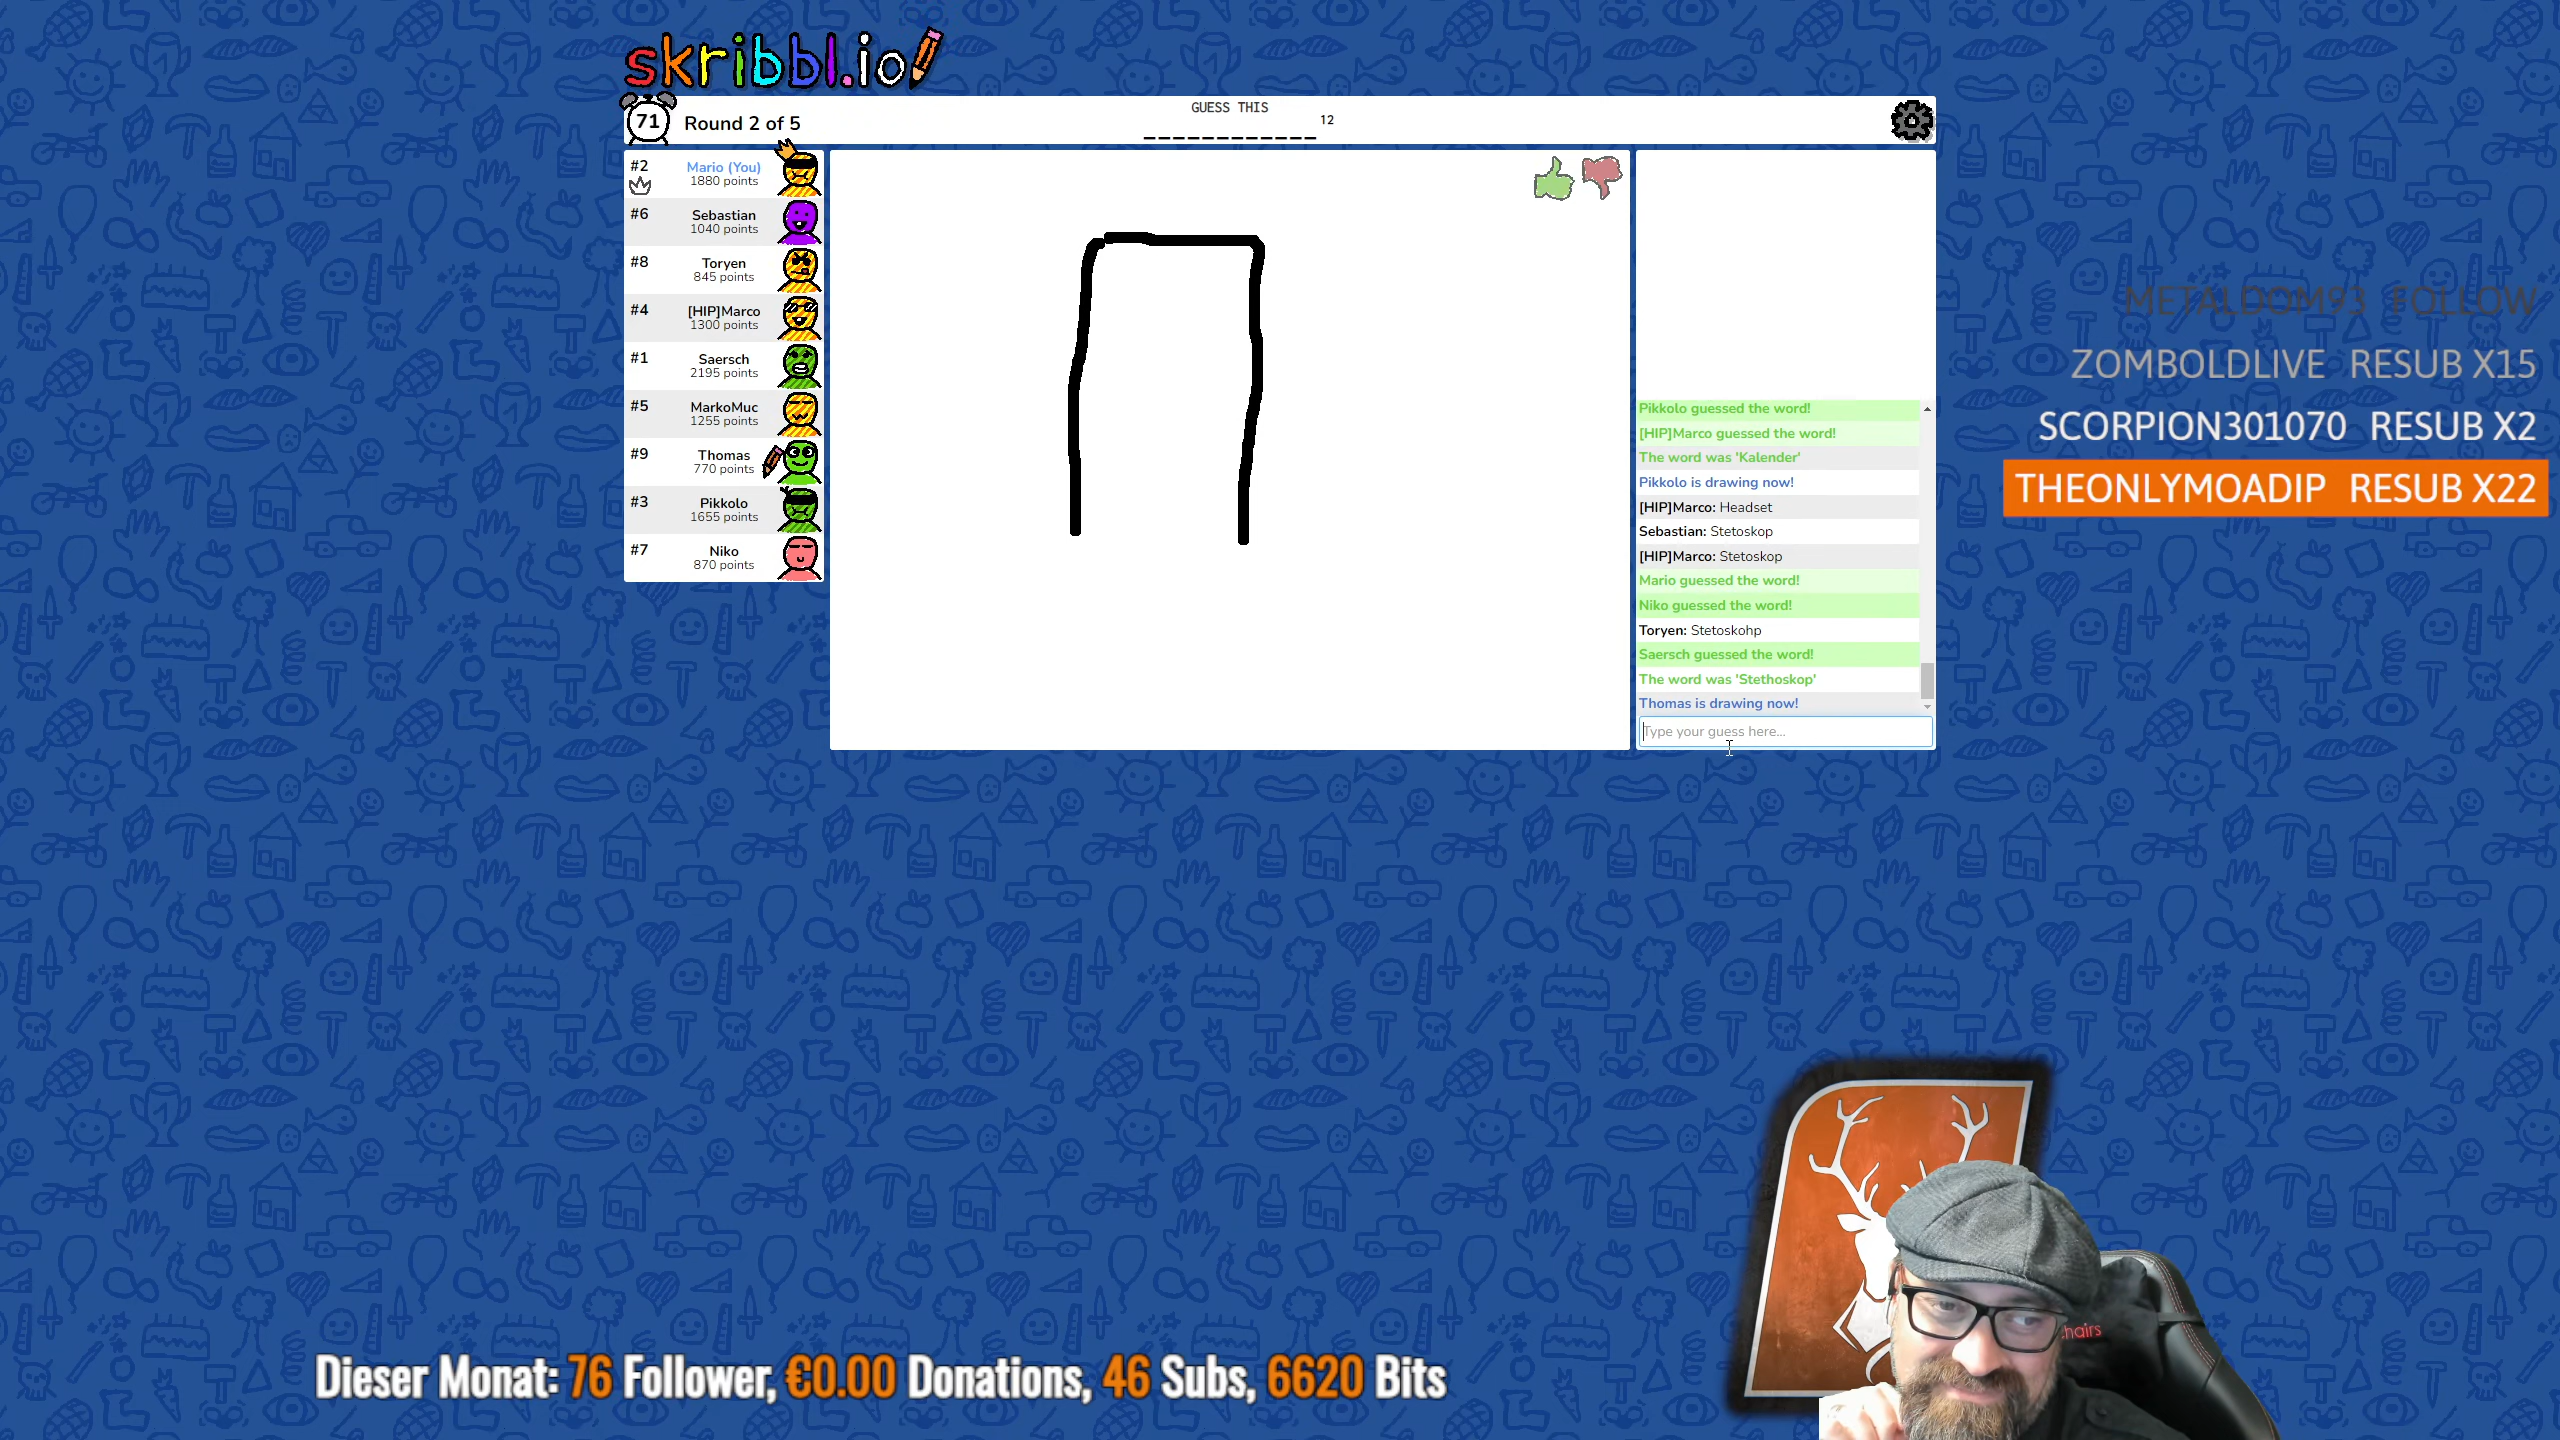 skribbl.io
71
Round 2 of 5
GUESS THIS
____________ 12
#2
Mario (You)
1880 points
#6
Sebastian
1040 points
#8
Toryen
845 points
#4
[HIP]Marco
1300 points
#1
Saersch
2195 points
#5
MarkoMuc
1255 points
#9
Thomas
770 points
#3
Pikkolo
1655 points
#7
Niko
870 points
Pikkolo guessed the word!
[HIP]Marco guessed the word!
The word was 'Kalender'
Pikkolo is drawing now!
[HIP]Marco: Headset
Sebastian: Stetoskop
[HIP]Marco: Stetoskop
Mario guessed the word!
Niko guessed the word!
Toryen: Stetoskohp
Saersch guessed the word!
The word was 'Stethoskop'
Thomas is drawing now!
Type your guess here...
METALDOM93 FOLLOW
ZOMBOLDLIVE RESUB X15
SCORPION301070 RESUB X2
THEONLYMOADIP RESUB X22
hairs
Dieser Monat: 76 Follower, €0.00 Donations, 46 Subs, 6620 Bits